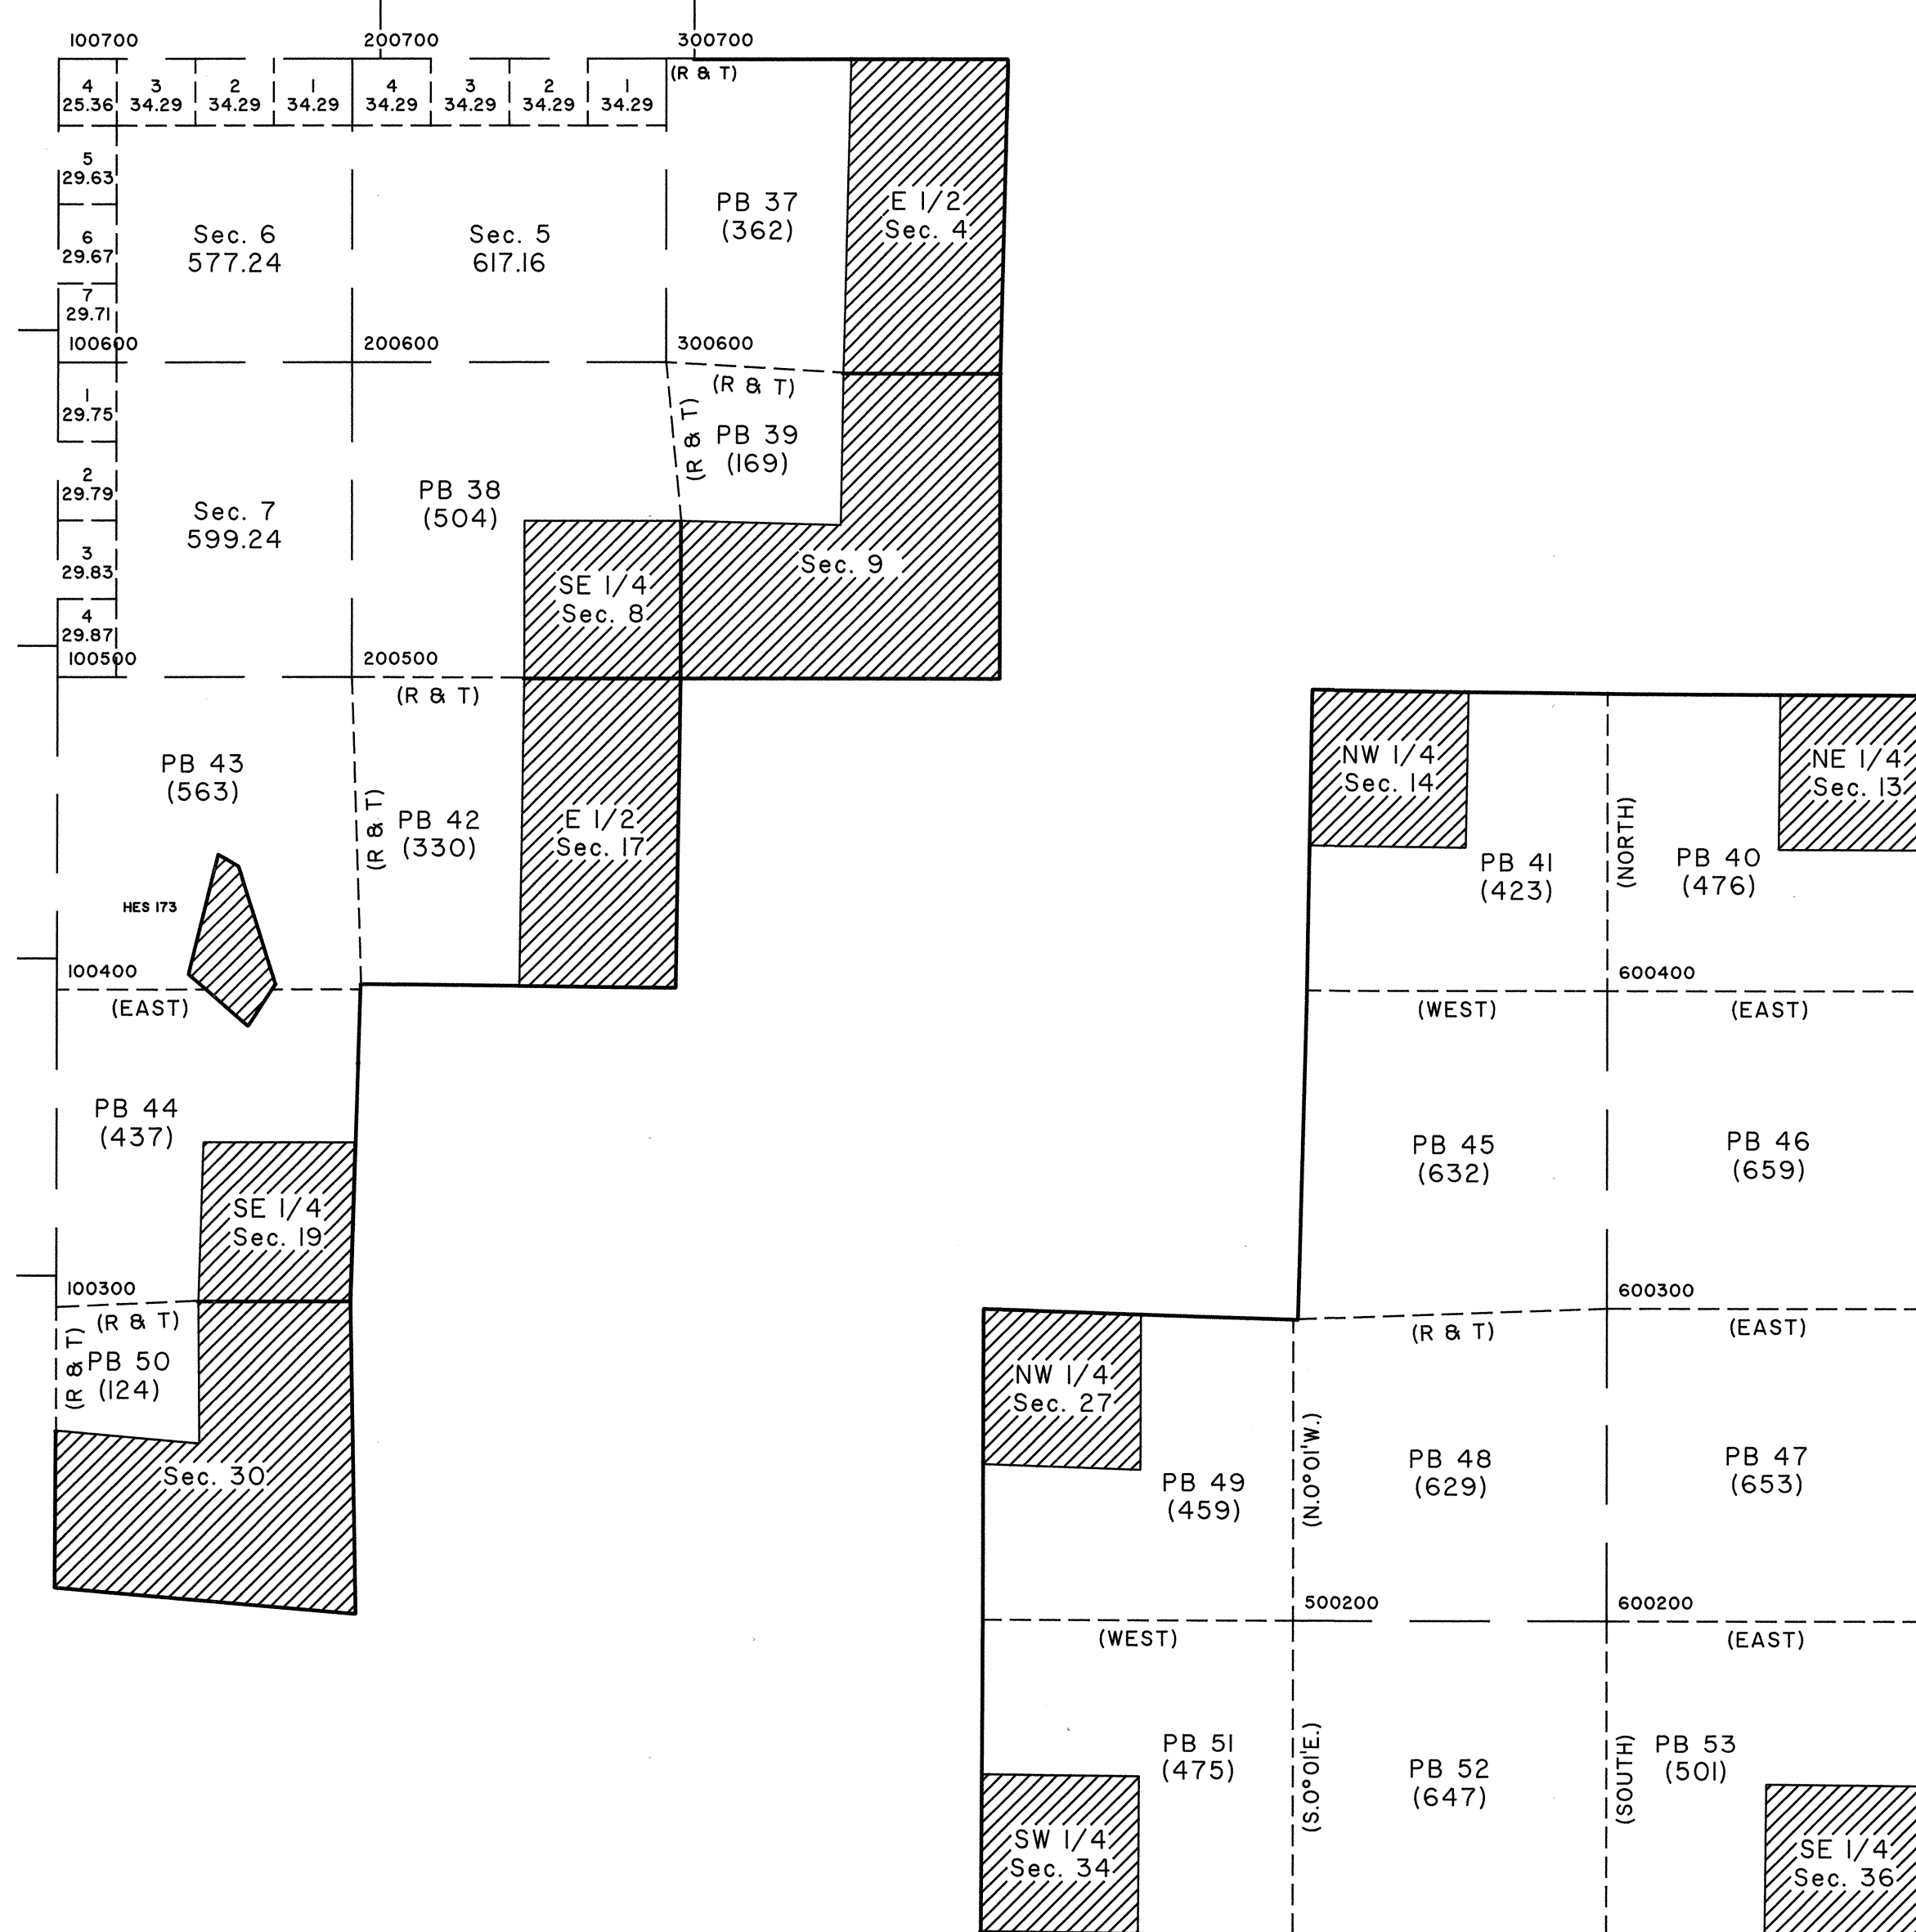 100700
200700
300700
(R & T)
4
25.36
3
34.29
2
34.29
1
34.29
4
34.29
3
34.29
2
34.29
1
34.29
5
29.63
6
29.67
7
29.71
Sec. 6
577.24
Sec. 5
617.16
PB 37
(362)
E 1/2
Sec. 4
100600
200600
300600
(R & T)
1
29.75
2
29.79
3
29.83
4
29.87
Sec. 7
599.24
PB 38
(504)
(R & T)
PB 39
(169)
SE 1/4
Sec. 8
Sec. 9
100500
200500
(R & T)
PB 43
(563)
(R & T)
PB 42
(330)
E 1/2
Sec. 17
HES 173
100400
(EAST)
PB 44
(437)
SE 1/4
Sec. 19
100300
(R & T)
(R & T)
PB 50
(124)
Sec. 30
NW 1/4
Sec. 14
NE 1/4
Sec. 13
PB 41
(423)
(NORTH)
PB 40
(476)
600400
(WEST)
(EAST)
PB 45
(632)
PB 46
(659)
600300
(R & T)
(EAST)
NW 1/4
Sec. 27
PB 49
(459)
(N.0°01'W.)
PB 48
(629)
PB 47
(653)
500200
600200
(WEST)
(EAST)
PB 51
(475)
(S.0°01'E.)
PB 52
(647)
(SOUTH)
PB 53
(501)
SW 1/4
Sec. 34
SE 1/4
Sec. 36